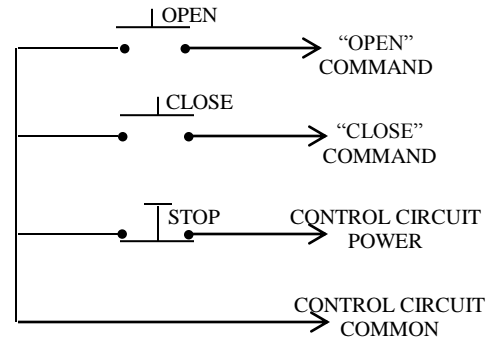 OPEN
“OPEN”
COMMAND
CLOSE
“CLOSE”
COMMAND
STOP
CONTROL CIRCUIT
POWER
CONTROL CIRCUIT
COMMON